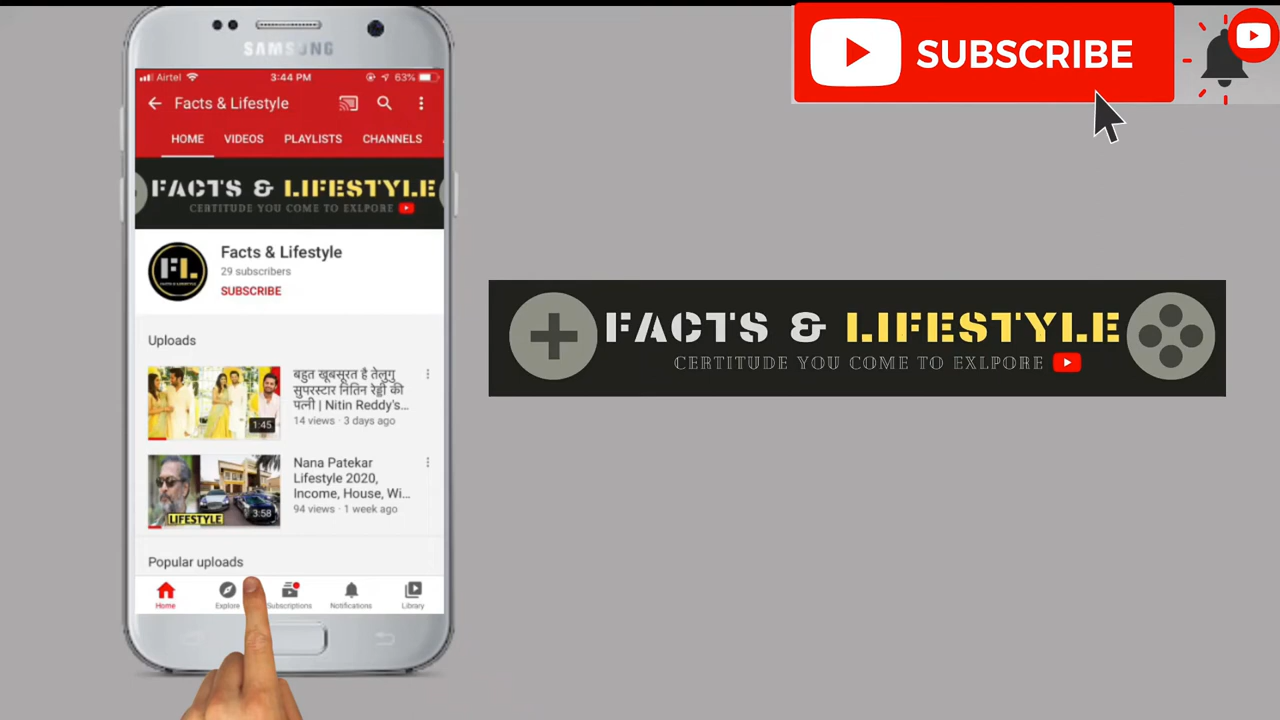 SAMSUNG
Airtel 3:44 PM 63%
Facts & Lifestyle
HOME VIDEOS PLAYLISTS CHANNELS
FACTS & LIFESTYLE
CERTITUDE YOU COME TO EXLPORE
FL
Facts & Lifestyle
29 subscribers
SUBSCRIBE
Uploads
बहुत खूबसूरत है तेलुगु
सुपरस्टार नितिन रेड्डी की
पत्नी | Nitin Reddy's...
14 views · 3 days ago
1:45
Nana Patekar
Lifestyle 2020,
Income, House, Wi...
94 views · 1 week ago
LIFESTYLE
3:58
Popular uploads
Home Explore Subscriptions Notifications Library
SUBSCRIBE
FACTS & LIFESTYLE
CERTITUDE YOU COME TO EXLPORE